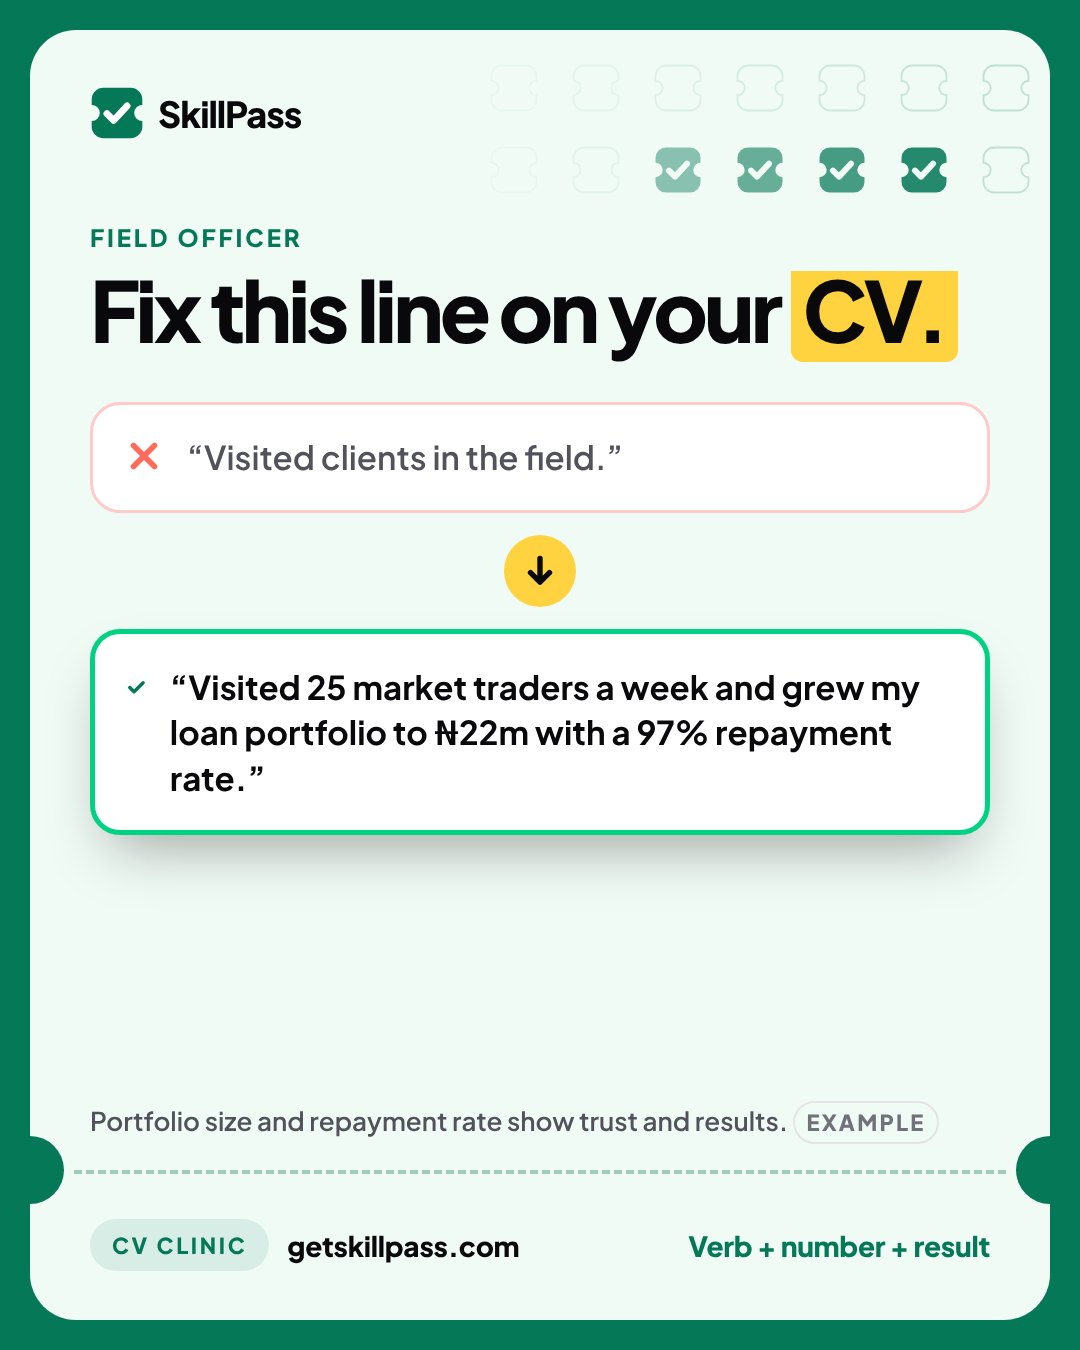 SkillPass
FIELD OFFICER
Fix this line on your CV.
“Visited clients in the field.”
“Visited 25 market traders a week and grew my
loan portfolio to ₦22m with a 97% repayment
rate.”
Portfolio size and repayment rate show trust and results. EXAMPLE
CV CLINIC getskillpass.com Verb + number + result